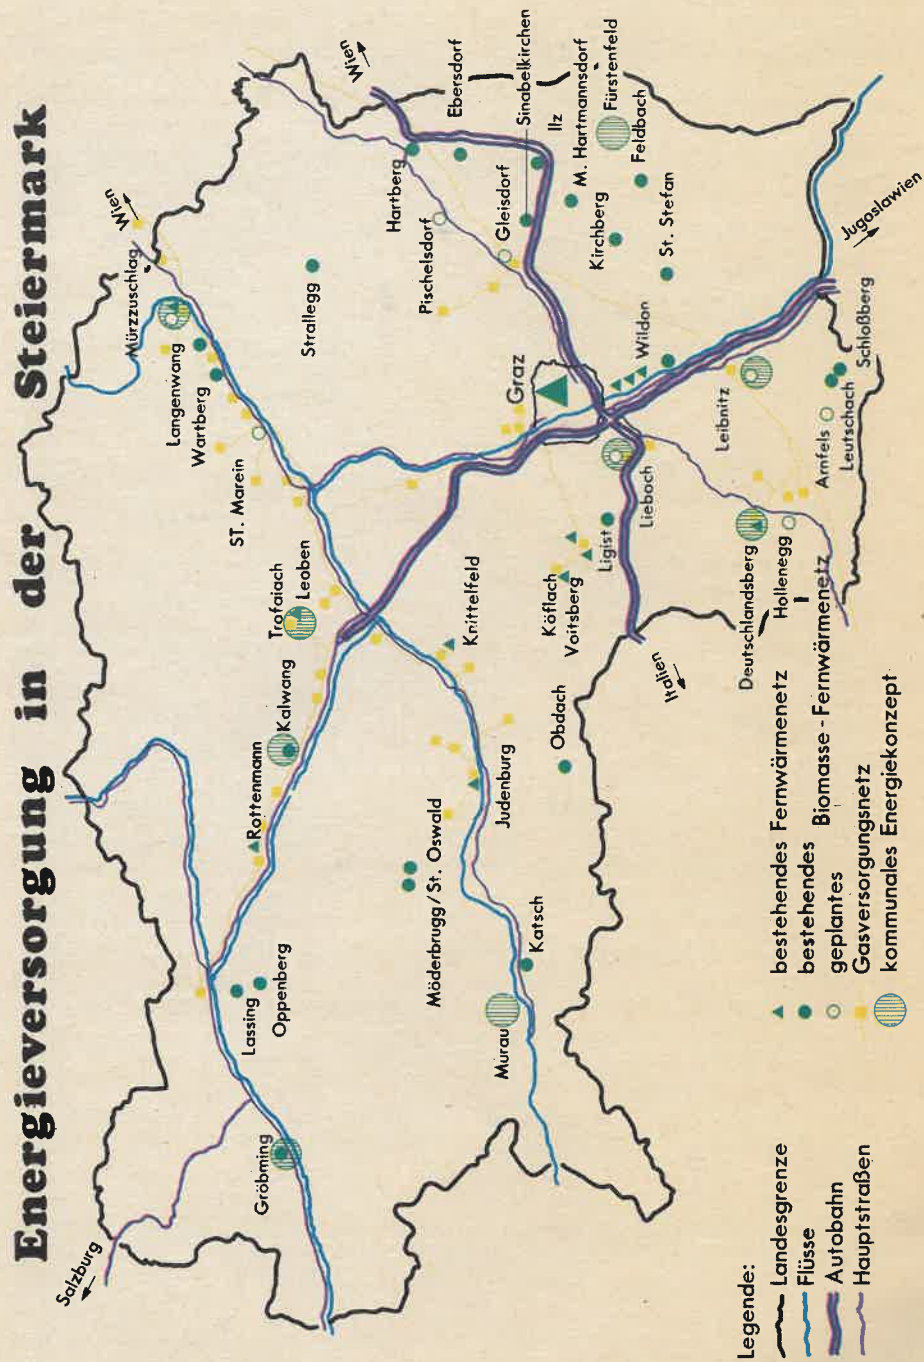 Energieversorgung in der Steiermark
Salzburg
Gröbming
Lassing
Oppenberg
Rottenmann
Kalwang
Trofaiach
Leoben
ST. Marein
Wartberg
Langenwang
Mürzzuschlag
Wien
Strallegg
Hartberg
Pischelsdorf
Gleisdorf
Wien
Ebersdorf
Sinabelkirchen
Ilz
M. Hartmannsdorf
Fürstenfeld
Feldbach
Kirchberg
St. Stefan
Graz
Wildon
Murau
Katsch
Möderbrugg/St. Oswald
Judenburg
Knittelfeld
Obdach
Köflach
Voitsberg
Ligist
Lieboch
Italien
Deutschlandsberg
Hollenegg
Leibnitz
Arnfels
Leutschach
Schloßberg
Jugoslawien
Legende:
Landesgrenze
Flüsse
Autobahn
Hauptstraßen
bestehendes Fernwärmenetz
bestehendes
geplantes
Biomasse-Fernwärmenetz
Gasversorgungsnetz
kommunales Energiekonzept